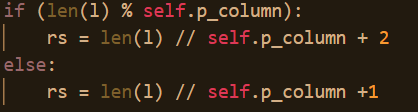 if (len(l) % self.p_column):
    rs = len(l) // self.p_column + 2
else:
    rs = len(l) // self.p_column +1